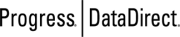 Progress. | DataDirect.